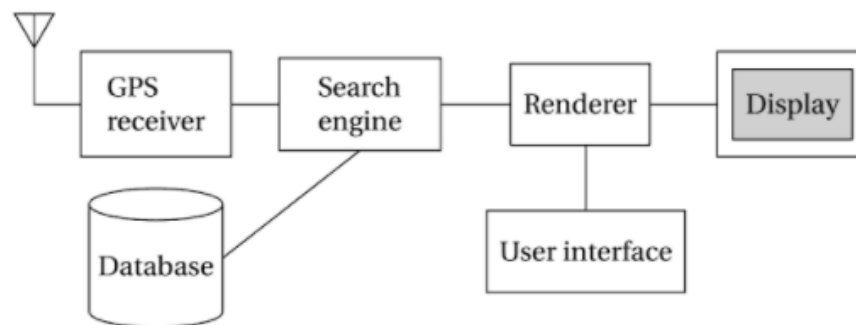 GPS
receiver
Search
engine
Renderer
Display
Database
User interface